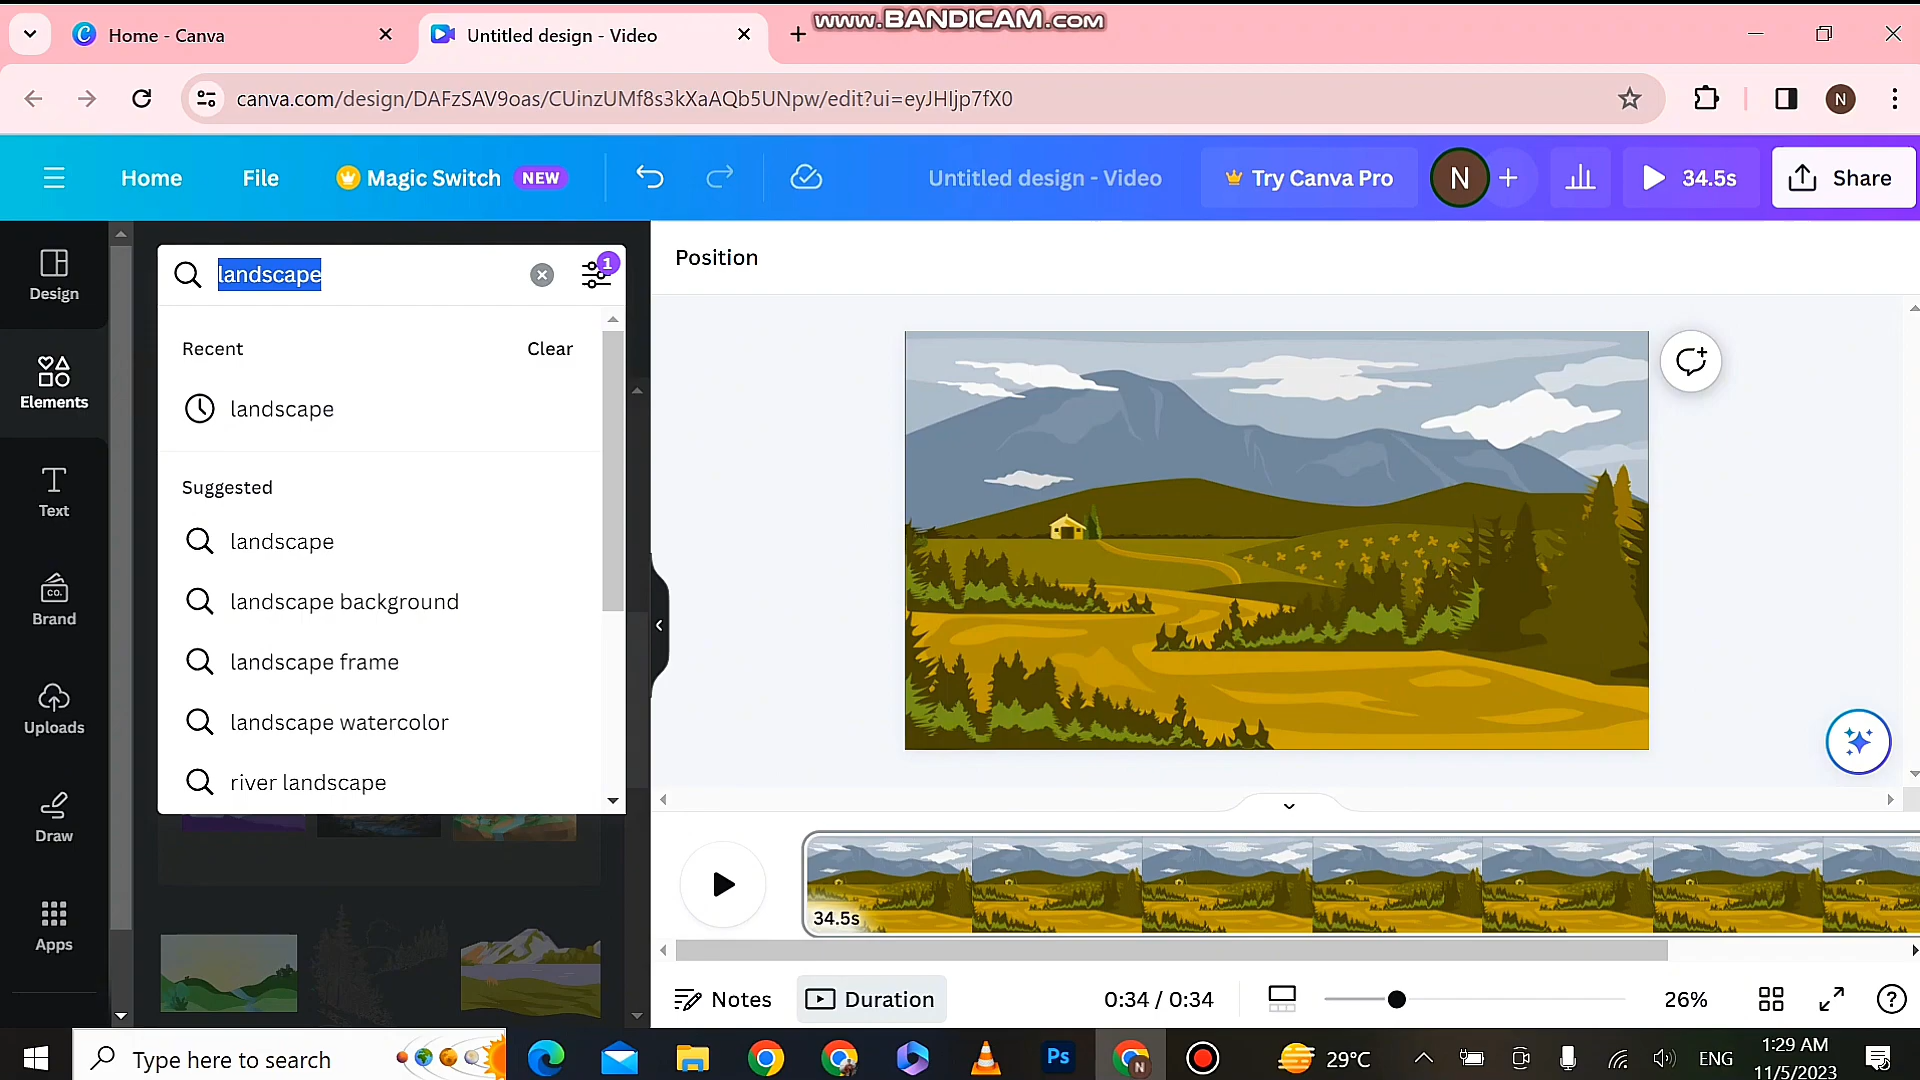 www.BANDICAM.com
Home - Canva
Untitled design - Video
canva.com/design/DAFzSAV9oas/CUinzUMf8s3kXaAQb5UNpw/edit?ui=eyJHIjp7fX0
N
Home
File
Magic Switch NEW
Untitled design - Video
Try Canva Pro
N
34.5s
Share
Design
Elements
Text
CO.
Brand
Uploads
Draw
Apps
landscape
1
Recent
Clear
landscape
Suggested
landscape
landscape background
landscape frame
landscape watercolor
river landscape
Position
34.5s
Notes
Duration
0:34 / 0:34
26%
Type here to search
Ps
N
29°C
ENG
1:29 AM
11/5/2023